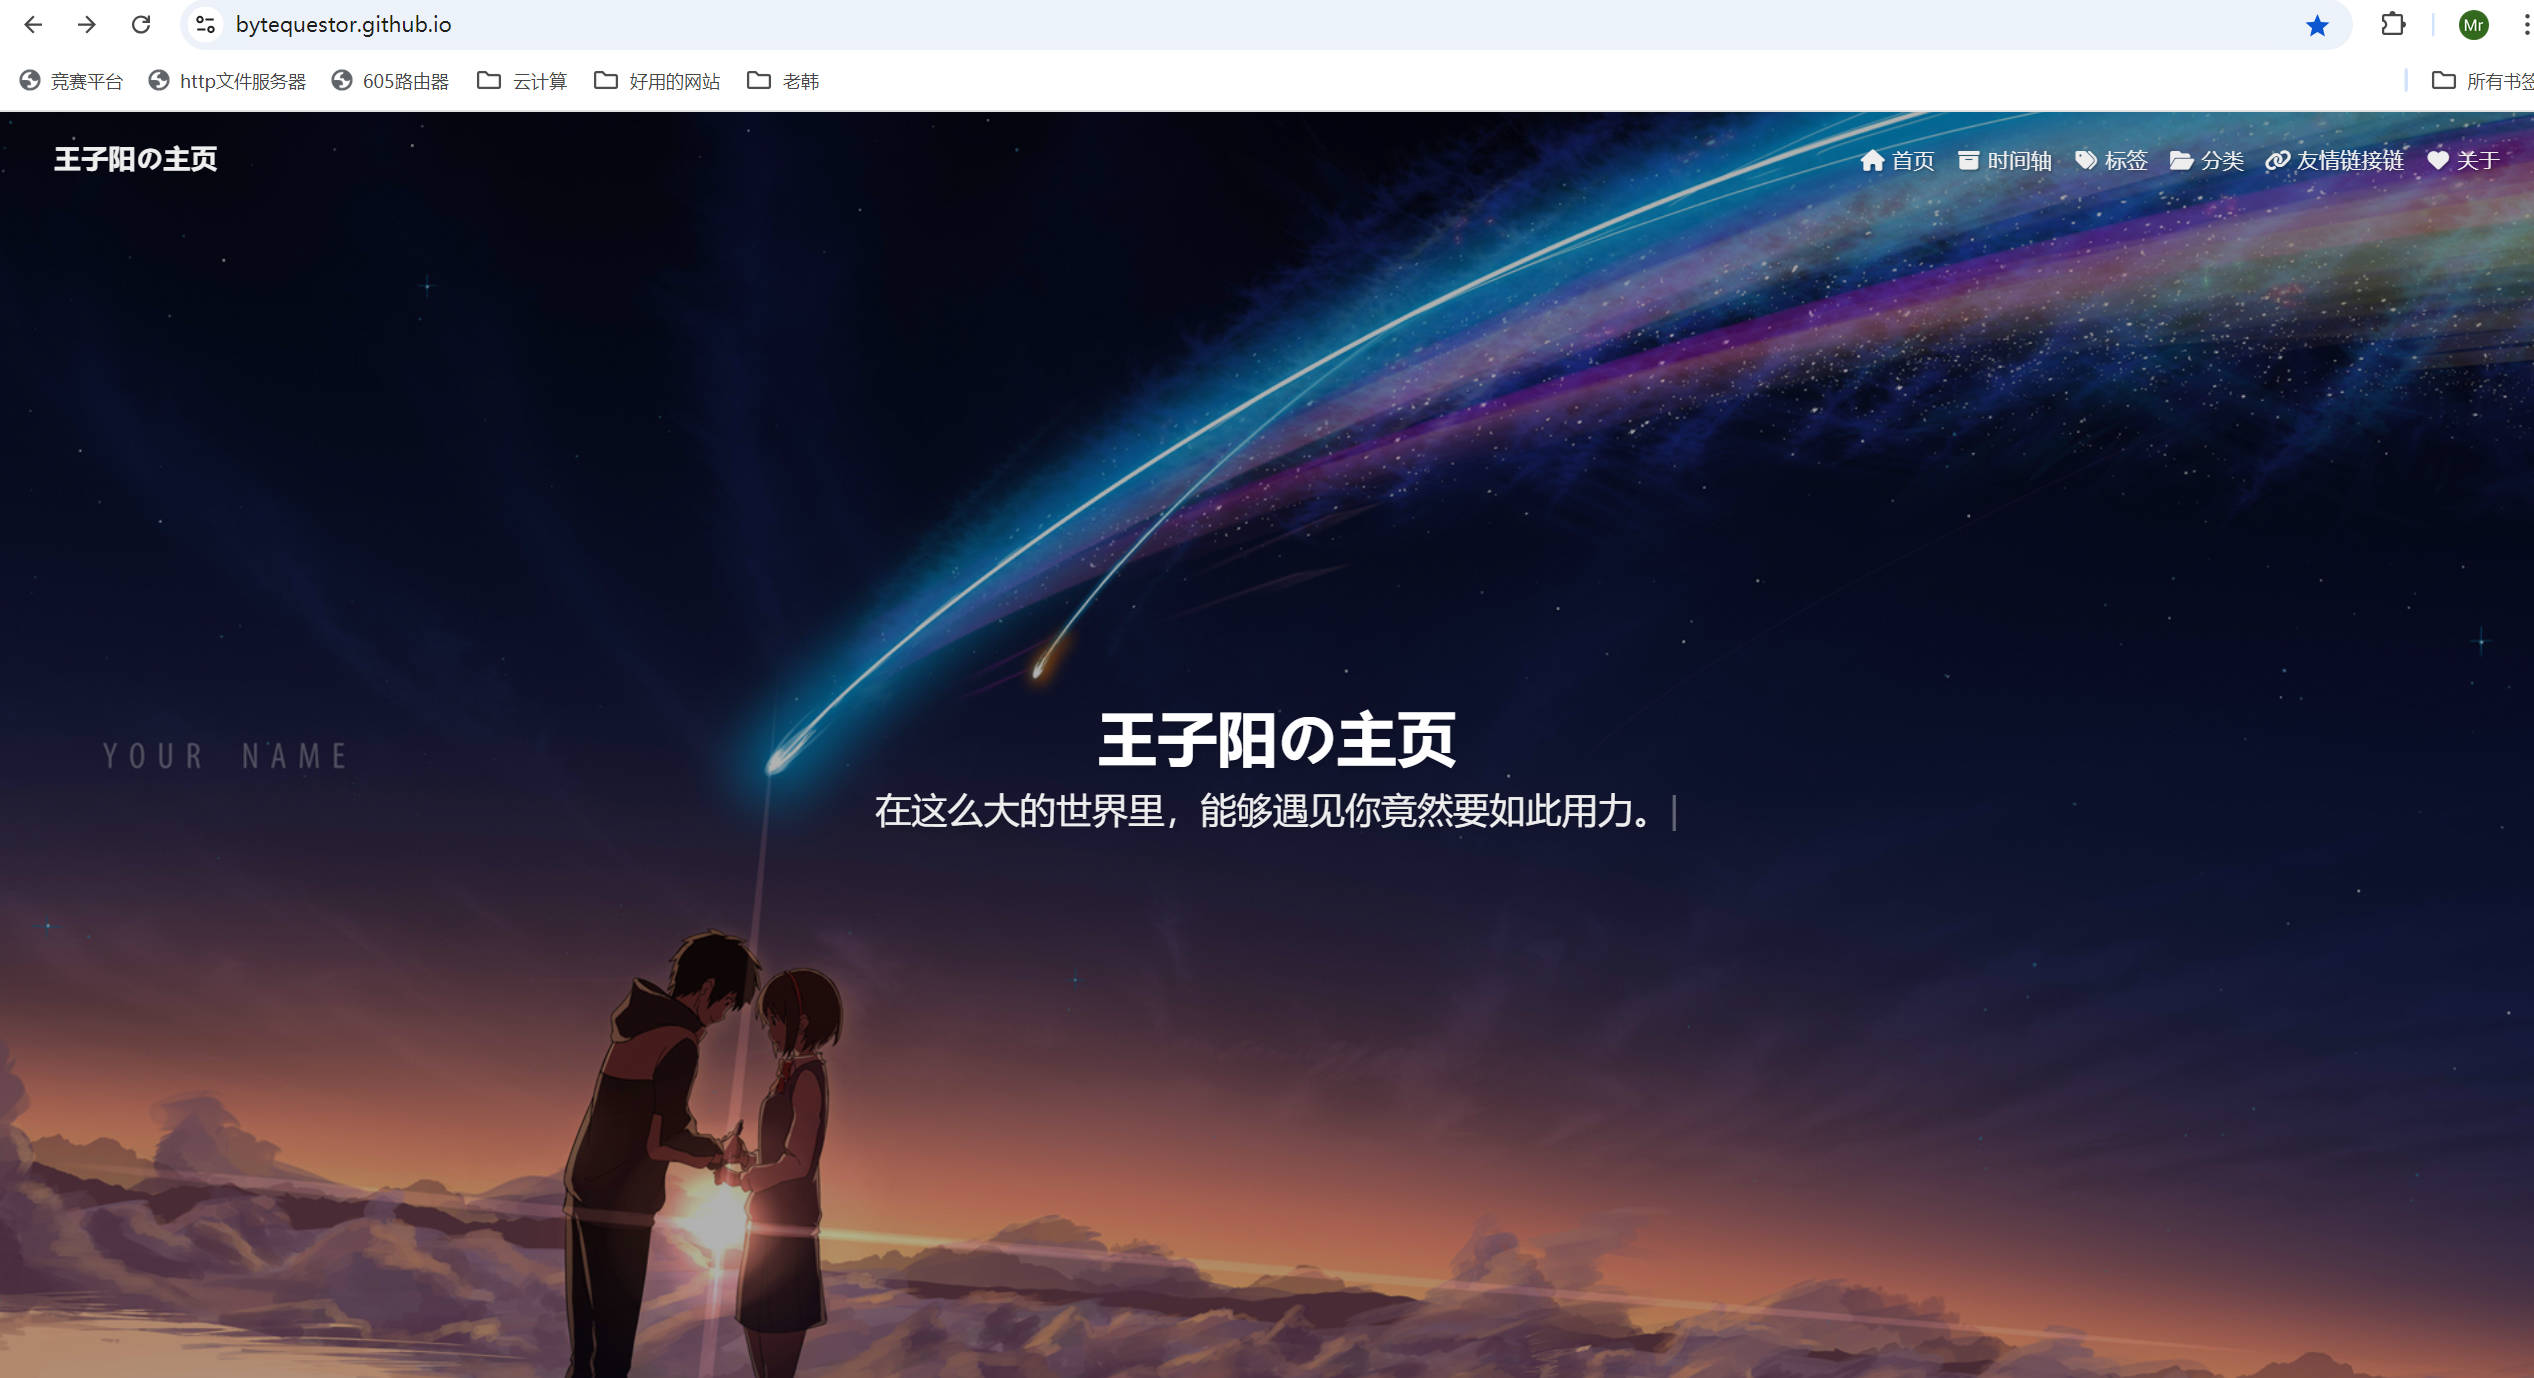 bytequestor.github.io
Mr
竞赛平台 http文件服务器 605路由器 云计算 好用的网站 老韩 所有书签
王子阳の主页 首页 时间轴 标签 分类 友情链接链 关于
王子阳の主页
YOUR NAME
在这么大的世界里，能够遇见你竟然要如此用力。|